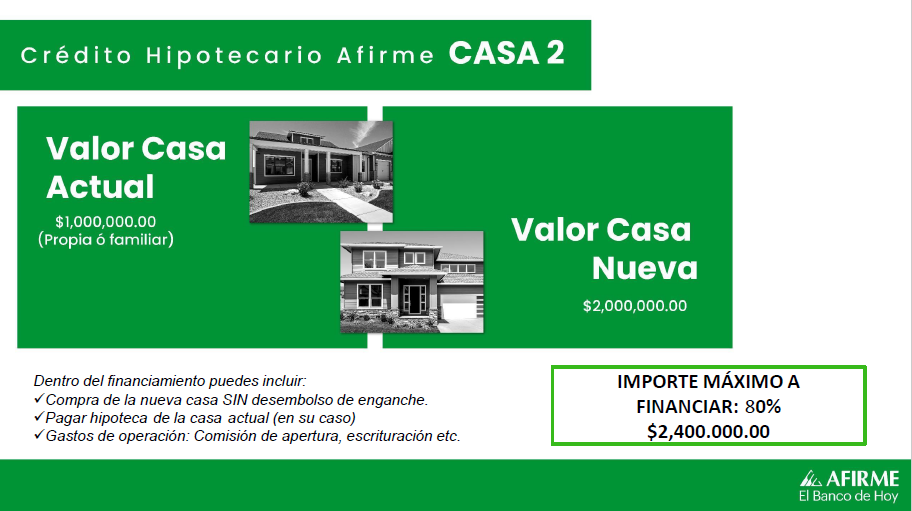 Crédito Hipotecario Afirme CASA 2
Valor Casa
Actual
$1,000,000.00
(Propia ó familiar)
Valor Casa
Nueva
$2,000,000.00
Dentro del financiamiento puedes incluir:
✓Compra de la nueva casa SIN desembolso de enganche.
✓Pagar hipoteca de la casa actual (en su caso)
✓Gastos de operación: Comisión de apertura, escrituración etc.
IMPORTE MÁXIMO A
FINANCIAR: 80%
$2,400.000.00
AFIRME
El Banco de Hoy